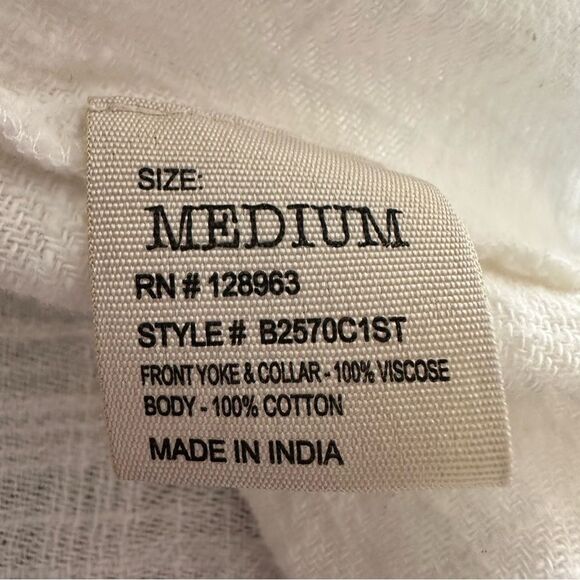 SIZE:
MEDIUM
RN # 128963
STYLE # B2570C1ST
FRONT YOKE & COLLAR - 100% VISCOSE
BODY - 100% COTTON
MADE IN INDIA